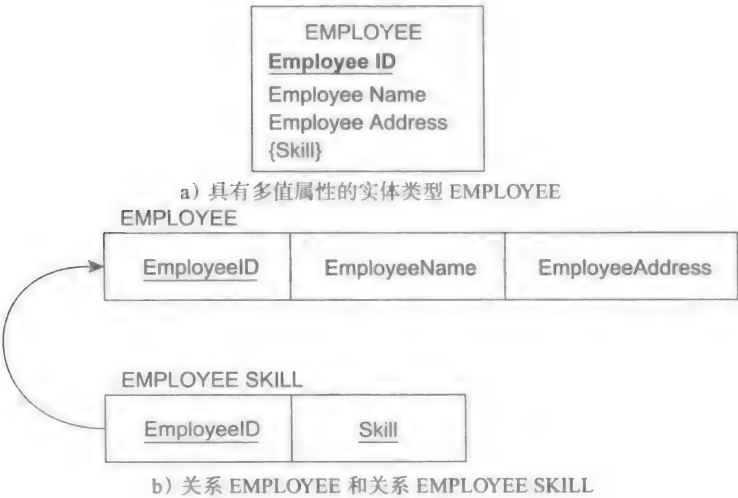 EMPLOYEE
Employee ID
Employee Name
Employee Address
{Skill}
a）具有多值属性的实体类型 EMPLOYEE
EMPLOYEE
EmployeeID EmployeeName EmployeeAddress
EMPLOYEE SKILL
EmployeeID Skill
b）关系 EMPLOYEE 和关系 EMPLOYEE SKILL